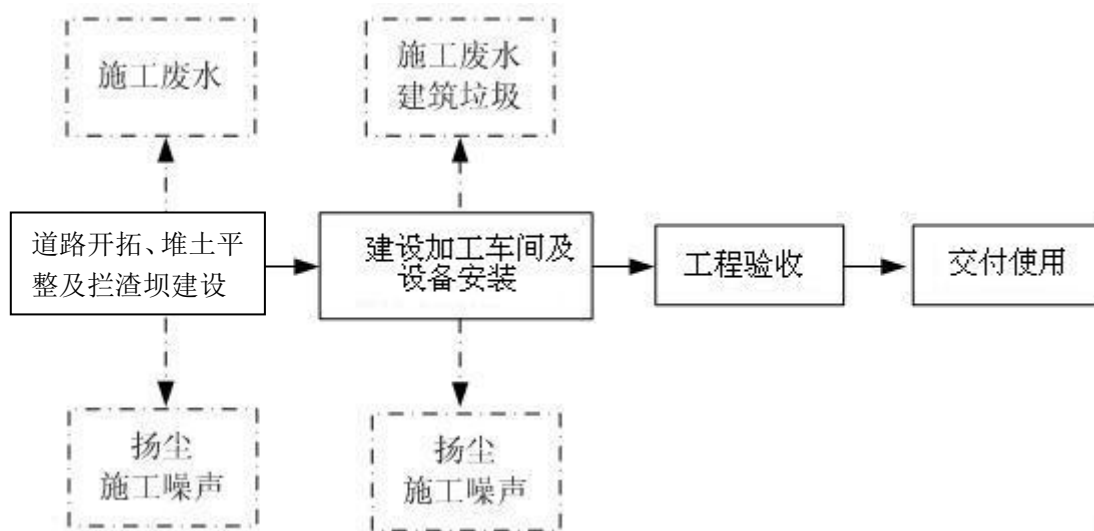 施工废水
施工废水
建筑垃圾
道路开拓、堆土平
整及拦渣坝建设
建设加工车间及
设备安装
工程验收
交付使用
扬尘
施工噪声
扬尘
施工噪声